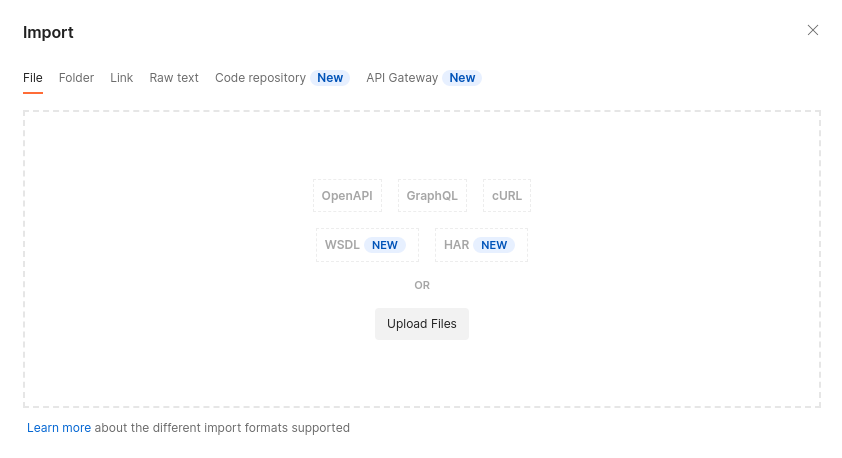 Import
File Folder Link Raw text Code repository New API Gateway New
OpenAPI GraphQL cURL
WSDL NEW HAR NEW
OR
Upload Files
Learn more about the different import formats supported